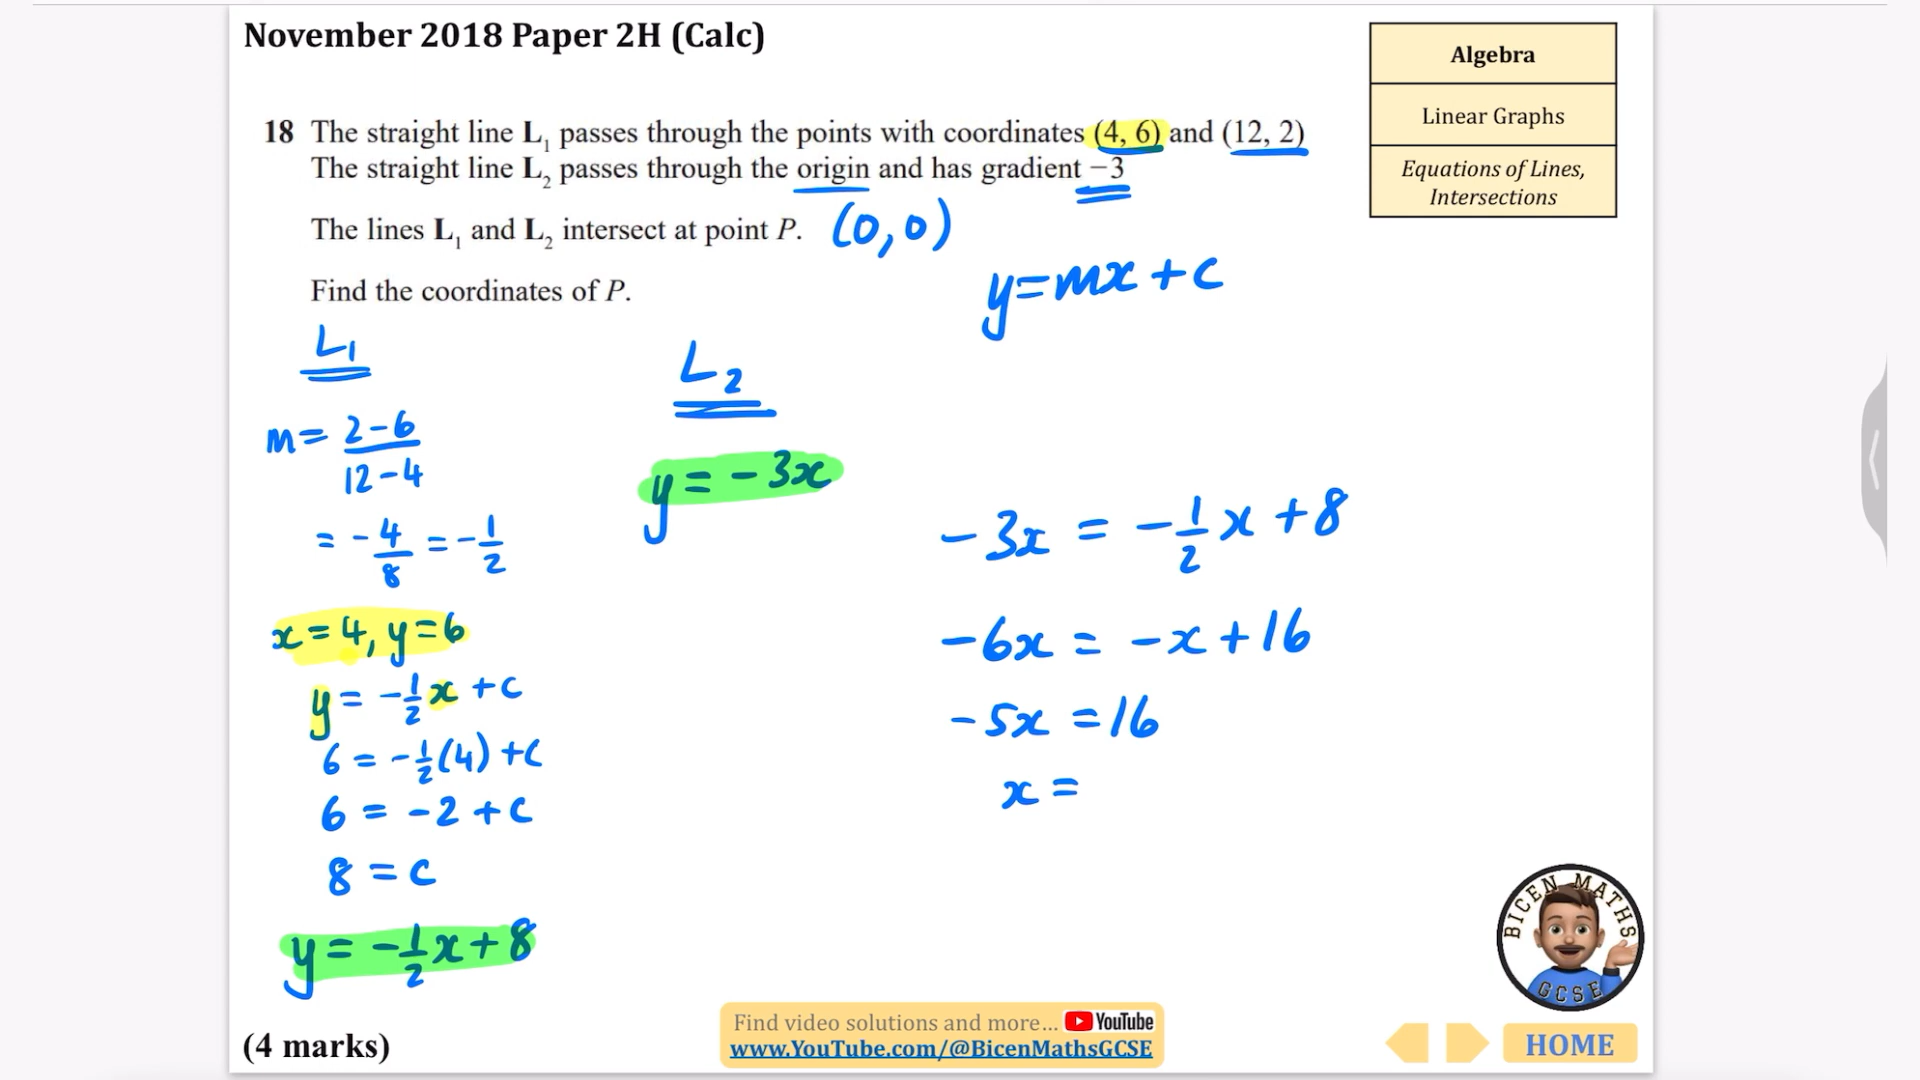 November 2018 Paper 2H (Calc)
Algebra
Linear Graphs
Equations of Lines,
Intersections
18 The straight line L₁ passes through the points with coordinates (4, 6) and (12, 2)
The straight line L₂ passes through the origin and has gradient −3
The lines L₁ and L₂ intersect at point P. (0,0)
Find the coordinates of P.
y=mx+c
L₁
m= 2-6/12-4
= -4/8 = -1/2
x=4, y=6
y = -1/2x+c
6 = -1/2(4)+c
6 = -2+c
8 = c
y = -1/2x+8
L₂
y = -3x
-3x = -1/2x+8
-6x = -x+16
-5x = 16
x =
(4 marks)
Find video solutions and more... YouTube
www.YouTube.com/@BicenMathsGCSE
BICEN MATHS
GCSE
HOME